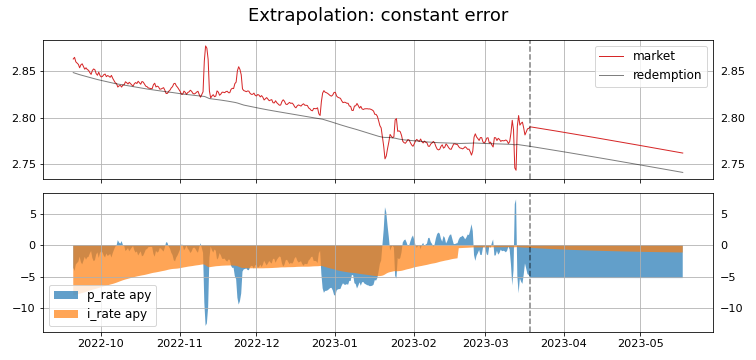 Extrapolation: constant error
market
redemption
2.85
2.80
2.75
2.85
2.80
2.75
5
0
−5
−10
5
0
−5
−10
p_rate apy
i_rate apy
2022-10 2022-11 2022-12 2023-01 2023-02 2023-03 2023-04 2023-05